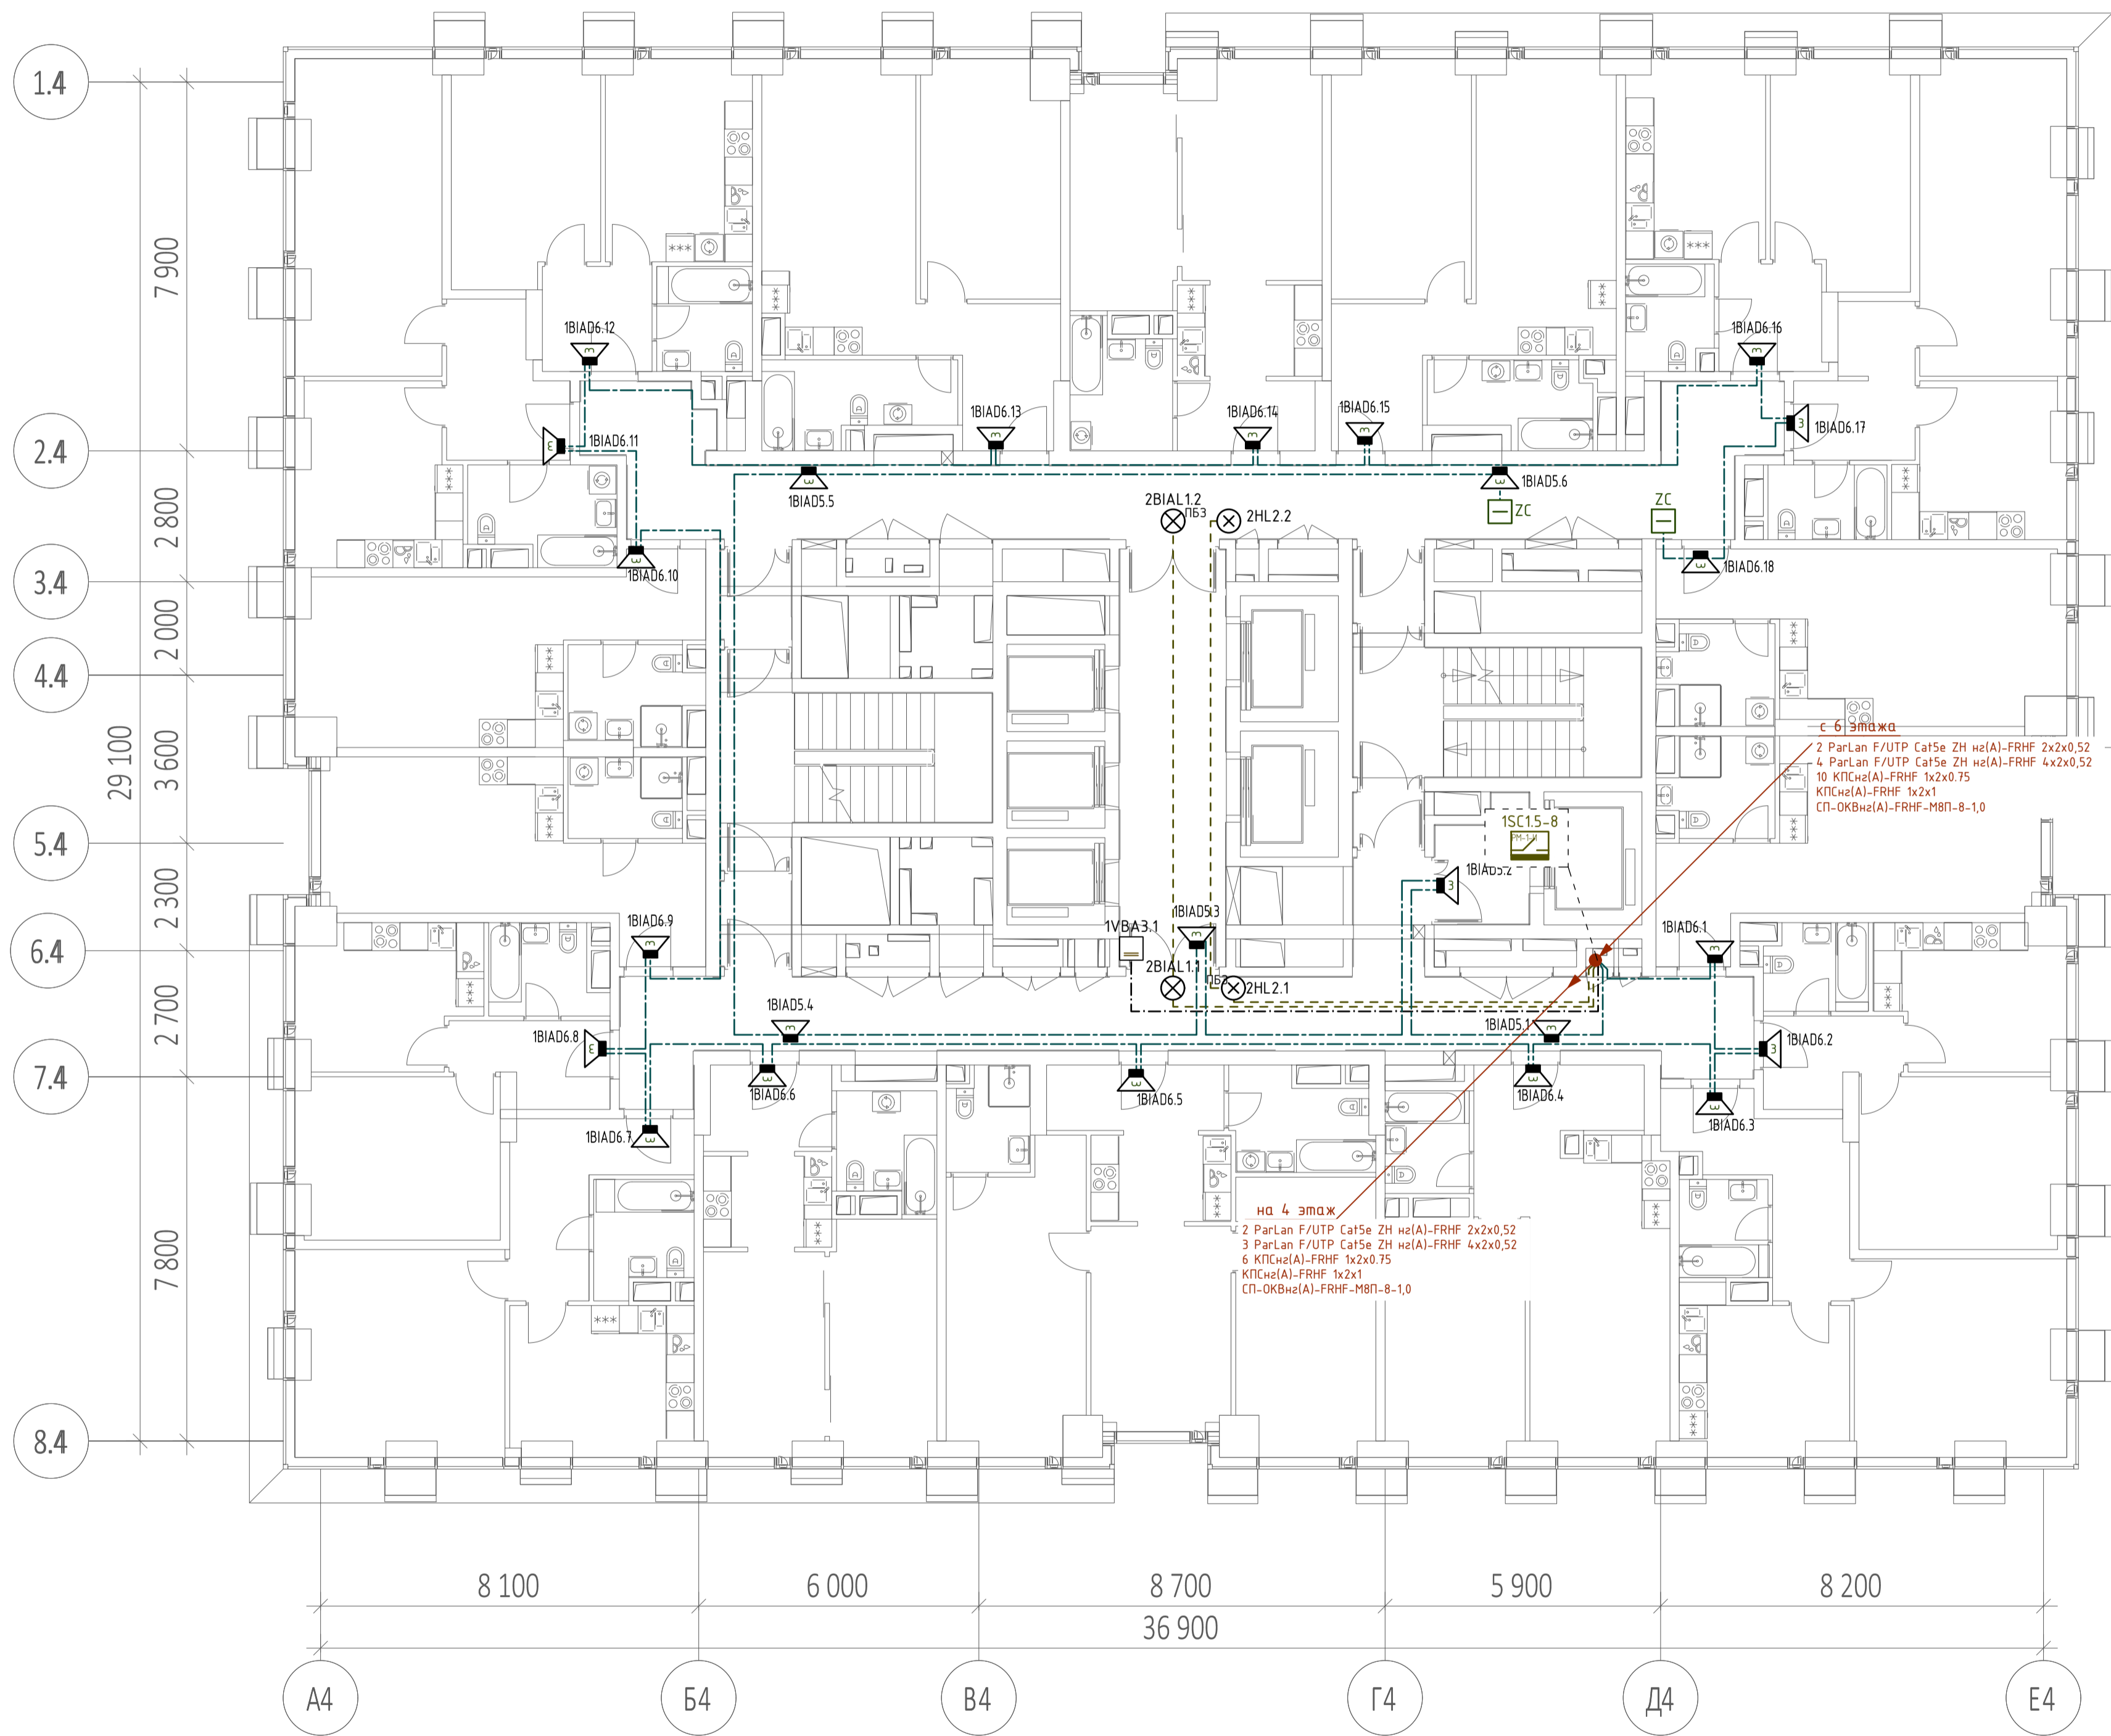 1.4
7 900
1BIAD6.12
1BIAD6.16
1BIAD6.13
1BIAD6.14
1BIAD6.15
1BIAD6.17
2.4
1BIAD6.11
1BIAD5.5
1BIAD5.6
2BIAL1.2
ПБЗ
2HL2.2
ZC
ZC
2 800
3.4
1BIAD6.10
1BIAD6.18
2 000
4.4
29 100
3 600
с 6 этажа
2 ParLan F/UTP Cat5e ZH нг(А)-FRHF 2x2x0,52
4 ParLan F/UTP Cat5e ZH нг(А)-FRHF 4x2x0,52
10 КПСнг(А)-FRHF 1x2x0.75
КПСнг(А)-FRHF 1x2x1
СП-ОКВнг(А)-FRHF-М8П-8-1,0
1SC1.5-8
РМ-1-И
5.4
1BIAD5.2
2 300
1BIAD6.9
1VBA3.1
1BIAD5.3
1BIAD6.1
6.4
2BIAL1.1
ПБЗ
2HL2.1
2 700
1BIAD5.4
1BIAD5.1
1BIAD6.8
1BIAD6.2
7.4
1BIAD6.6
1BIAD6.5
1BIAD6.4
1BIAD6.3
1BIAD6.7
на 4 этаж
2 ParLan F/UTP Cat5e ZH нг(А)-FRHF 2x2x0,52
3 ParLan F/UTP Cat5e ZH нг(А)-FRHF 4x2x0,52
6 КПСнг(А)-FRHF 1x2x0.75
КПСнг(А)-FRHF 1x2x1
СП-ОКВнг(А)-FRHF-М8П-8-1,0
7 800
8.4
8 100
6 000
8 700
5 900
8 200
36 900
А4
Б4
В4
Г4
Д4
Е4